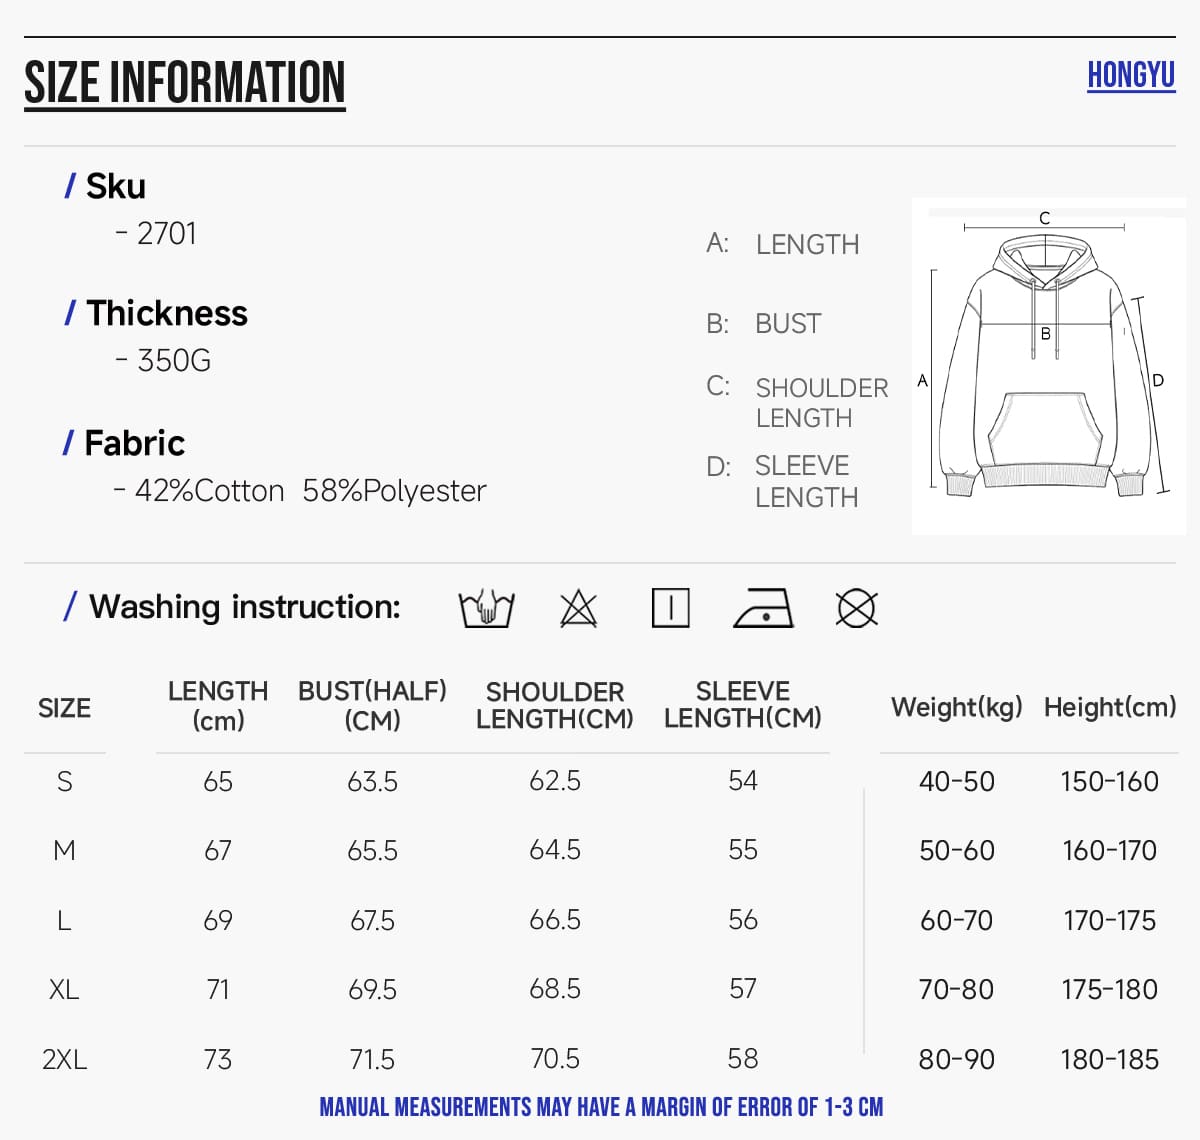 SIZE INFORMATION
HONGYU
/ Sku
- 2701
/ Thickness
- 350G
/ Fabric
- 42%Cotton 58%Polyester
A: LENGTH
B: BUST
C: SHOULDER
LENGTH
D: SLEEVE
LENGTH
C
B
A
D
/ Washing instruction:
SIZE
LENGTH
(cm)
BUST(HALF)
(CM)
SHOULDER
LENGTH(CM)
SLEEVE
LENGTH(CM)
Weight(kg)
Height(cm)
S 65 63.5 62.5 54 40-50 150-160
M 67 65.5 64.5 55 50-60 160-170
L 69 67.5 66.5 56 60-70 170-175
XL 71 69.5 68.5 57 70-80 175-180
2XL 73 71.5 70.5 58 80-90 180-185
MANUAL MEASUREMENTS MAY HAVE A MARGIN OF ERROR OF 1-3 CM